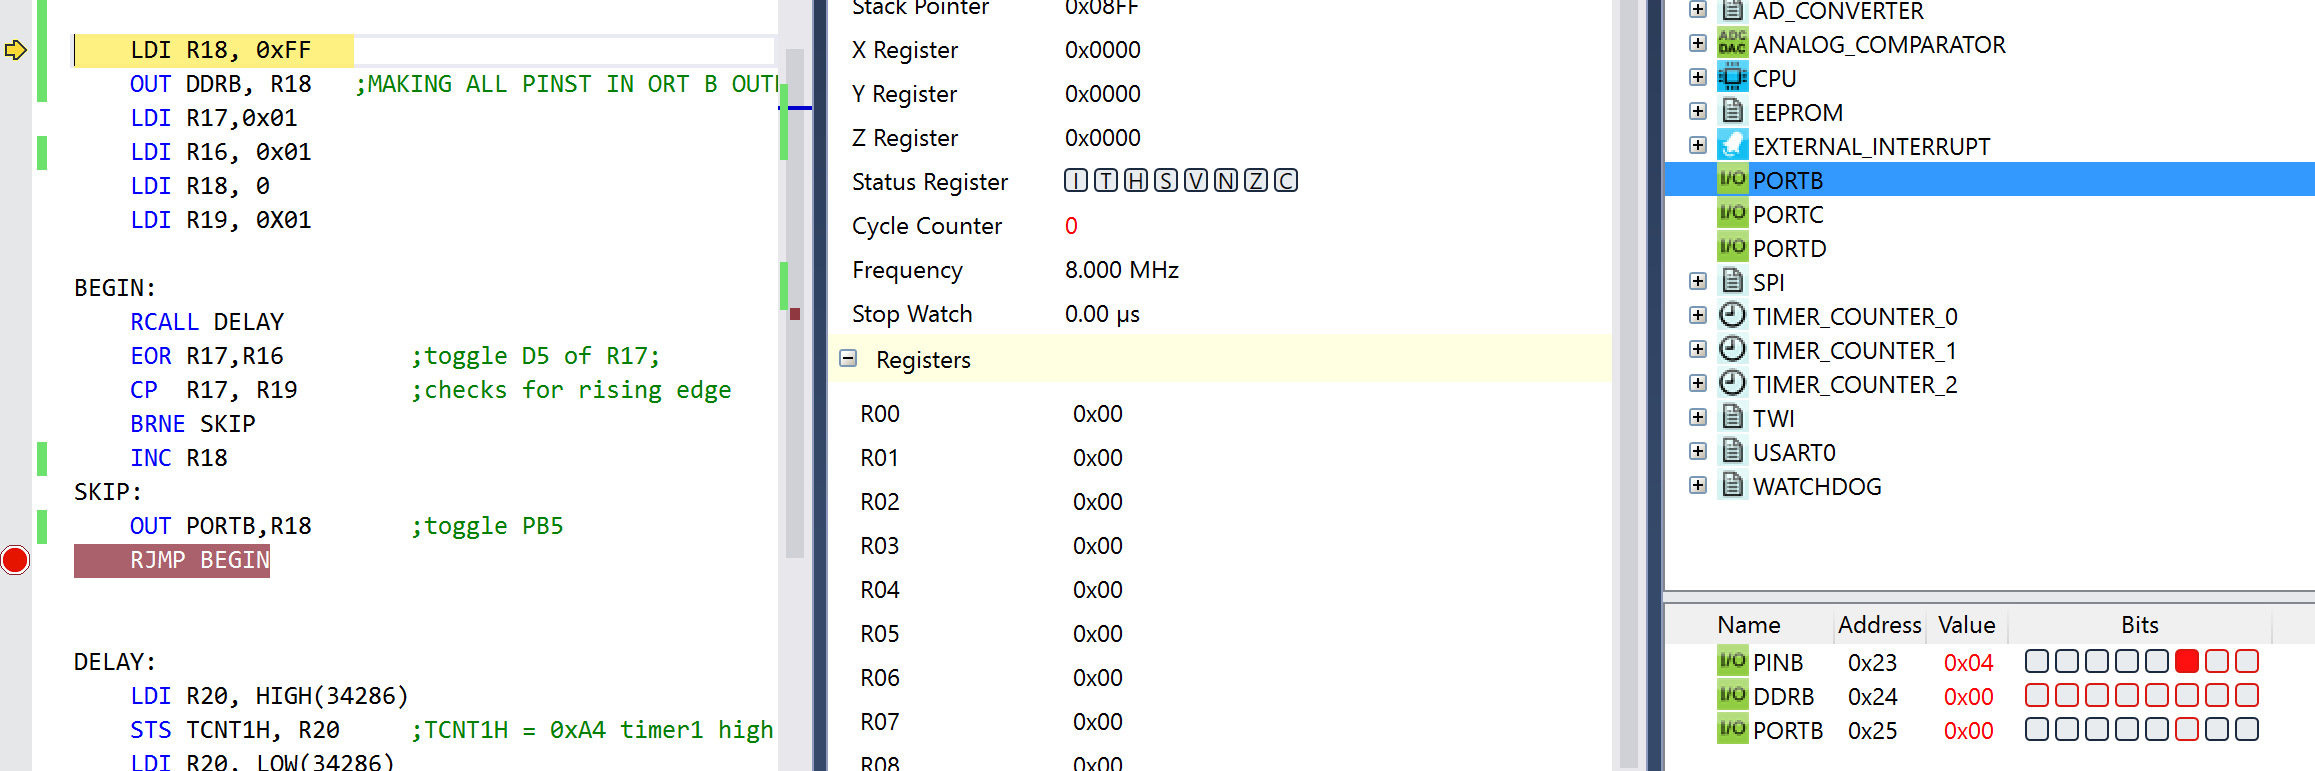 LDI R18, 0xFF
OUT DDRB, R18 ;MAKING ALL PINST IN ORT B OUT
LDI R17,0x01
LDI R16, 0x01
LDI R18, 0
LDI R19, 0X01
BEGIN:
RCALL DELAY
EOR R17,R16 ;toggle D5 of R17;
CP R17, R19 ;checks for rising edge
BRNE SKIP
INC R18
SKIP:
OUT PORTB,R18 ;toggle PB5
RJMP BEGIN
DELAY:
LDI R20, HIGH(34286)
STS TCNT1H, R20 ;TCNT1H = 0xA4 timer1 high
LDI R20, LOW(34286)
Stack Pointer 0x08FF
X Register 0x0000
Y Register 0x0000
Z Register 0x0000
Status Register I T H S V N Z C
Cycle Counter 0
Frequency 8.000 MHz
Stop Watch 0.00 µs
Registers
R00 0x00
R01 0x00
R02 0x00
R03 0x00
R04 0x00
R05 0x00
R06 0x00
R07 0x00
R08 0x00
AD_CONVERTER
ADC DAC ANALOG_COMPARATOR
CPU
EEPROM
EXTERNAL_INTERRUPT
I/O PORTB
I/O PORTC
I/O PORTD
SPI
TIMER_COUNTER_0
TIMER_COUNTER_1
TIMER_COUNTER_2
TWI
USART0
WATCHDOG
Name Address Value Bits
I/O PINB 0x23 0x04
I/O DDRB 0x24 0x00
I/O PORTB 0x25 0x00